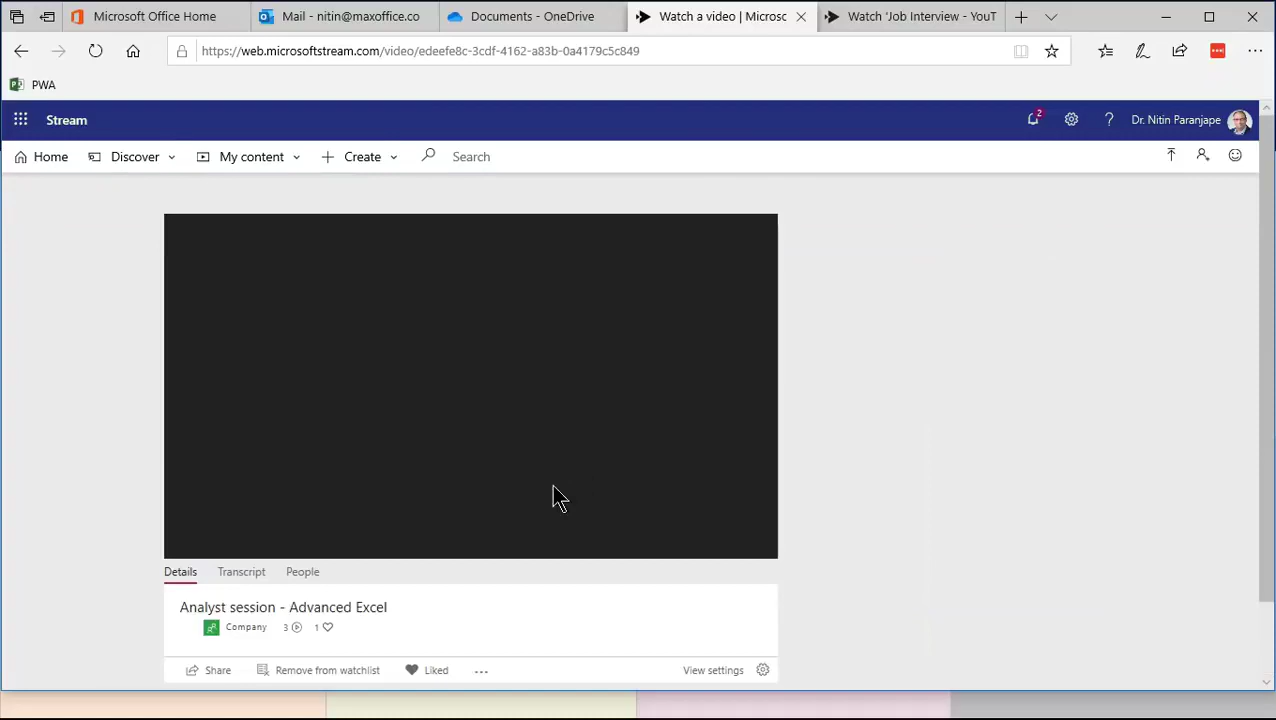 Microsoft Office Home
Mail - nitin@maxoffice.co
Documents - OneDrive
Watch a video | Microsc
Watch 'Job Interview - YouT
https://web.microsoftstream.com/video/edeefe8c-3cdf-4162-a83b-0a4179c5c849
PWA
Stream
2
Dr. Nitin Paranjape
Home
Discover
My content
Create
Search
Details
Transcript
People
Analyst session - Advanced Excel
Company
3
1
Share
Remove from watchlist
Liked
View settings